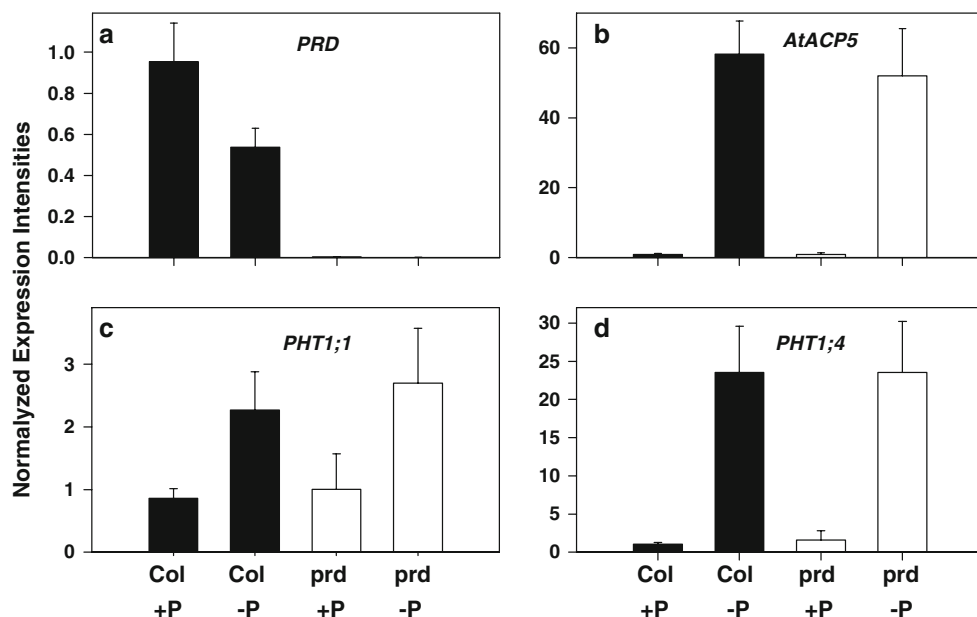 Normalyzed Expression Intensities
a
PRD
1.0
0.8
0.6
0.4
0.2
0.0
b
AtACP5
60
40
20
0
c
PHT1;1
3
2
1
0
d
PHT1;4
30
25
20
15
10
5
0
Col Col prd prd
+P -P +P -P
Col Col prd prd
+P -P +P -P